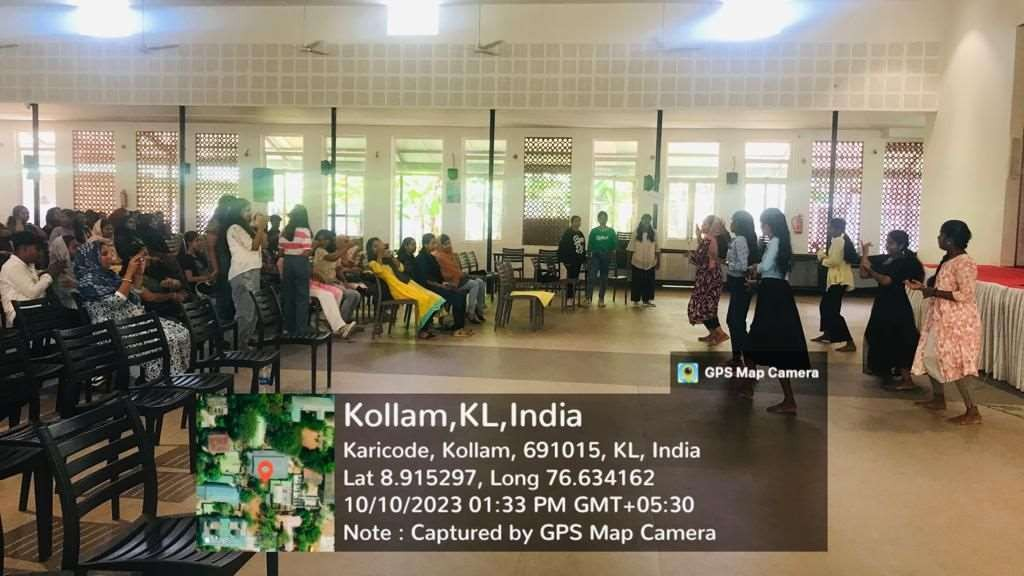 GPS Map Camera
Kollam,KL,India
Karicode, Kollam, 691015, KL, India
Lat 8.915297, Long 76.634162
10/10/2023 01:33 PM GMT+05:30
Note : Captured by GPS Map Camera